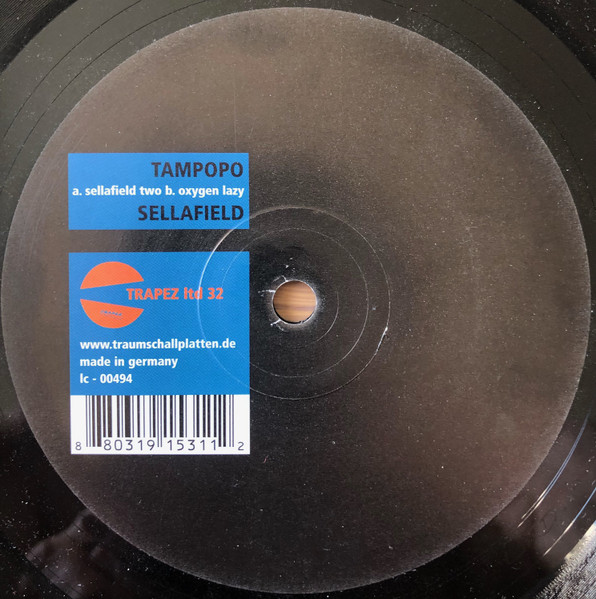 TAMPOPO
a. sellafield two b. oxygen lazy
SELLAFIELD
TRAPEZ ltd 32
www.traumschallplatten.de
made in germany
lc - 00494
8 80319 15311 2